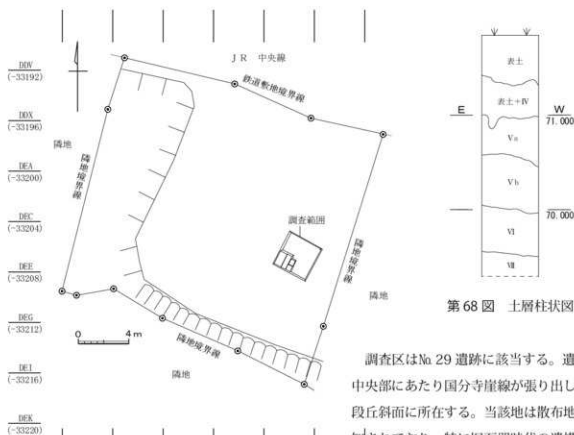 DDV
(-33192)
DDX
(-33196)
DEA
(-33200)
DEC
(-33204)
DEE
(-33208)
DEG
(-33212)
DEI
(-33216)
DEK
(-33220)
JR 中央線
鉄道敷地境界線
隣地
隣地境界線
調査範囲
隣地境界線
隣地
0 4 m
隣地境界線
隣地
表土
表土+Ⅳ
E
W
71.000
Ⅴa
Ⅴb
70.000
Ⅵ
Ⅶ
第68図 土層柱状図
調査区は№29遺跡に該当する。遺
中央部にあたり国分寺崖線が張り出し
段丘斜面に所在する。当該地は散布地